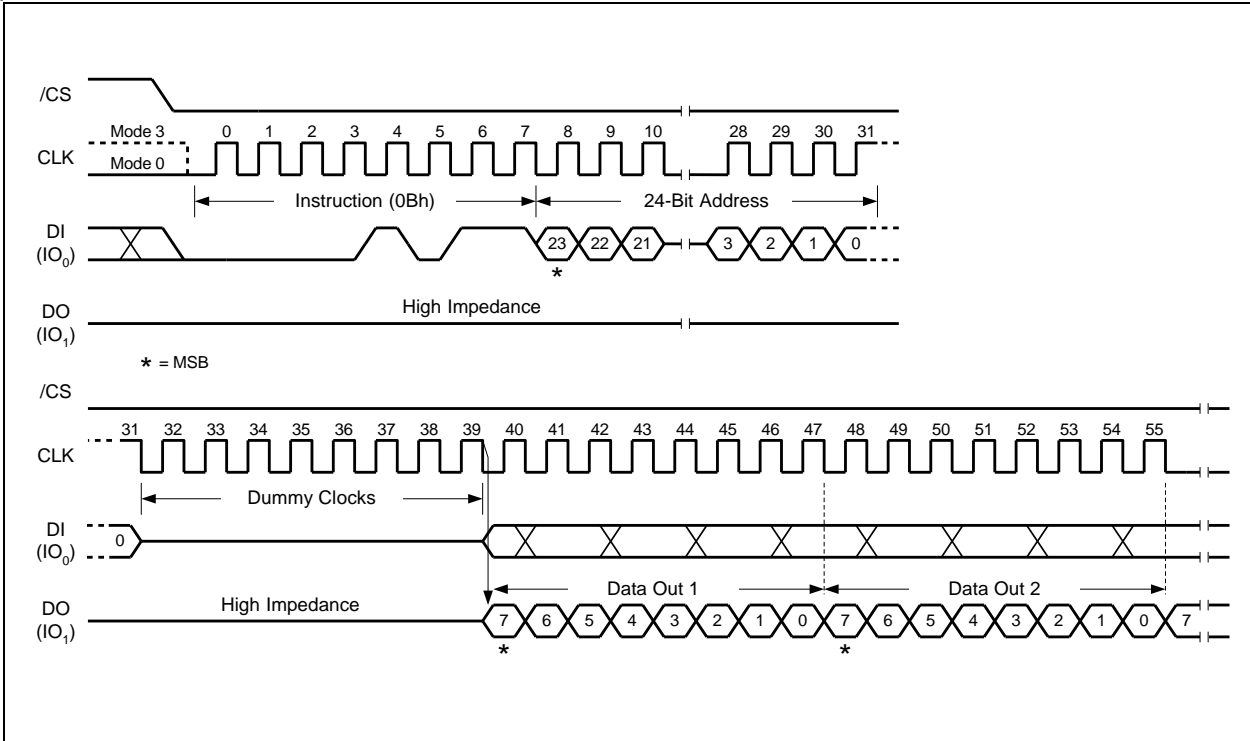 /CS
Mode 3 0 1 2 3 4 5 6 7 8 9 10 28 29 30 31
CLK Mode 0
Instruction (0Bh) 24-Bit Address
DI
(IO0) 23 22 21 3 2 1 0
*
High Impedance
DO
(IO1)
* = MSB
/CS
31 32 33 34 35 36 37 38 39 40 41 42 43 44 45 46 47 48 49 50 51 52 53 54 55
CLK
Dummy Clocks
DI
(IO0) 0
Data Out 1 Data Out 2
High Impedance
DO
(IO1) 7 6 5 4 3 2 1 0 7 6 5 4 3 2 1 0 7
* *